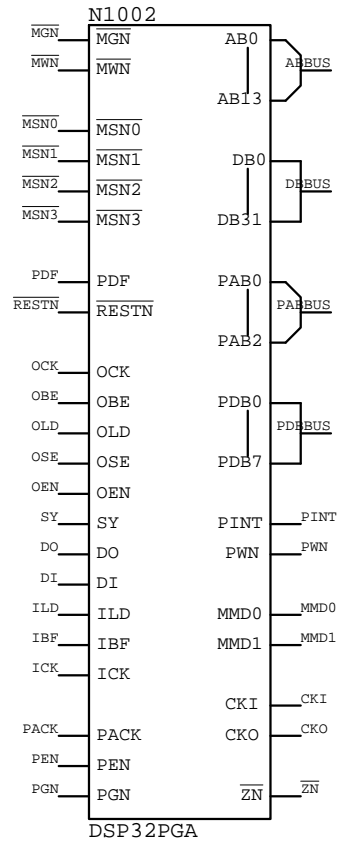 N1002
MGN MGN AB0
ABBUS
MWN MWN
AB13
MSN0 MSN0
MSN1 MSN1 DB0
MSN2 MSN2 DBBUS
MSN3 MSN3 DB31
PDF PDF PAB0
RESTN RESTN PABBUS
PAB2
OCK OCK
OBE OBE PDB0
OLD OLD PDBBUS
OSE OSE PDB7
OEN OEN
SY SY PINT PINT
DO DO PWN PWN
DI DI
ILD ILD MMD0 MMD0
IBF IBF MMD1 MMD1
ICK ICK
CKI CKI
PACK PACK CKO CKO
PEN PEN
PGN PGN ZN ZN
DSP32PGA